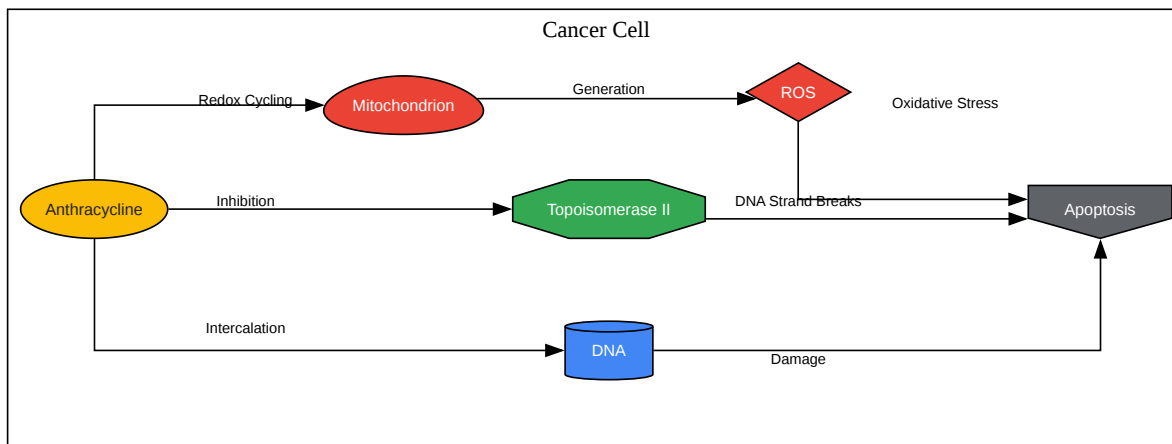 Cancer Cell
Redox Cycling
Mitochondrion
Generation
ROS
Oxidative Stress
Anthracycline
Inhibition
Topoisomerase II
DNA Strand Breaks
Apoptosis
Intercalation
DNA
Damage